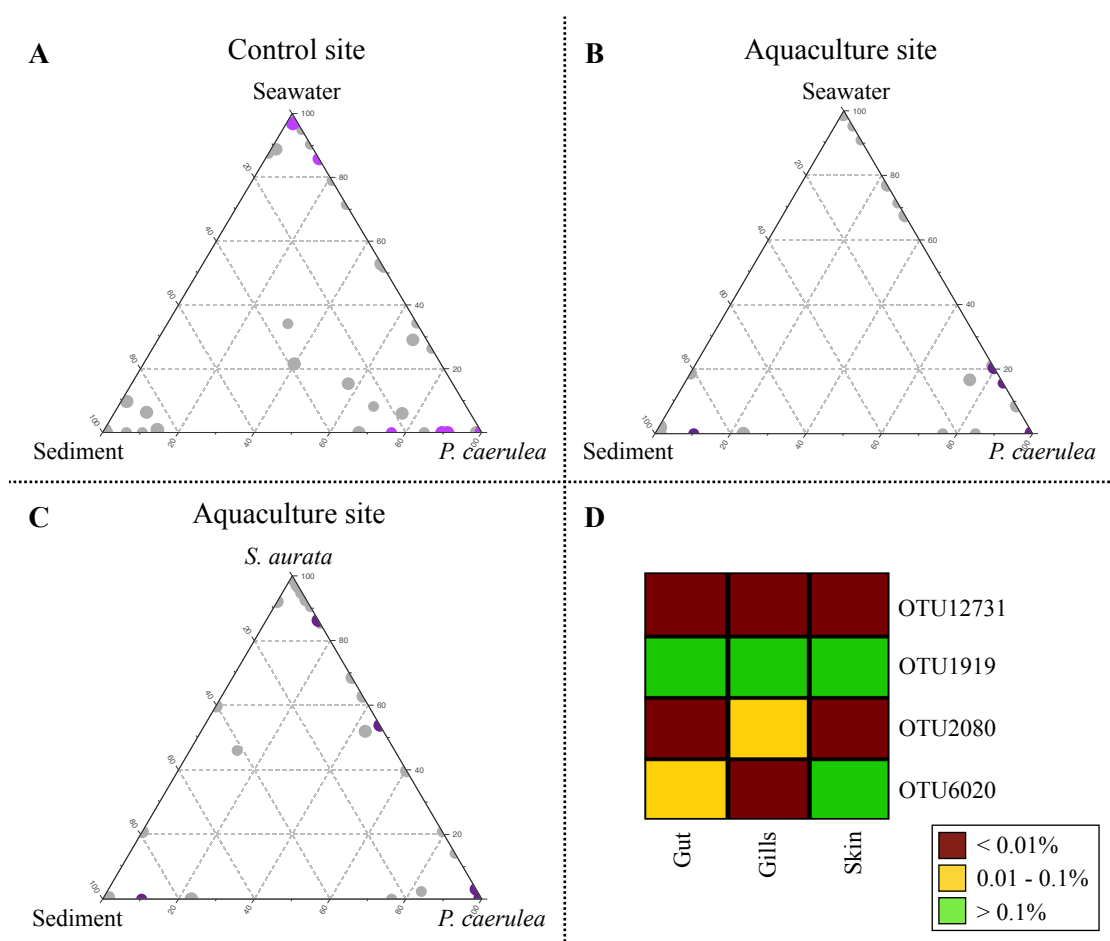 A
Control site
Seawater
100
20
80
40
60
60
40
80
20
100
20
40
60
80
100
Sediment
P. caerulea
B
Aquaculture site
Seawater
100
20
80
40
60
60
40
80
20
100
20
40
60
80
100
Sediment
P. caerulea
C
Aquaculture site
S. aurata
100
20
80
40
60
60
40
80
20
100
20
40
60
80
100
Sediment
P. caerulea
D
OTU12731
OTU1919
OTU2080
OTU6020
Gut
Gills
Skin
< 0.01%
0.01 - 0.1%
> 0.1%